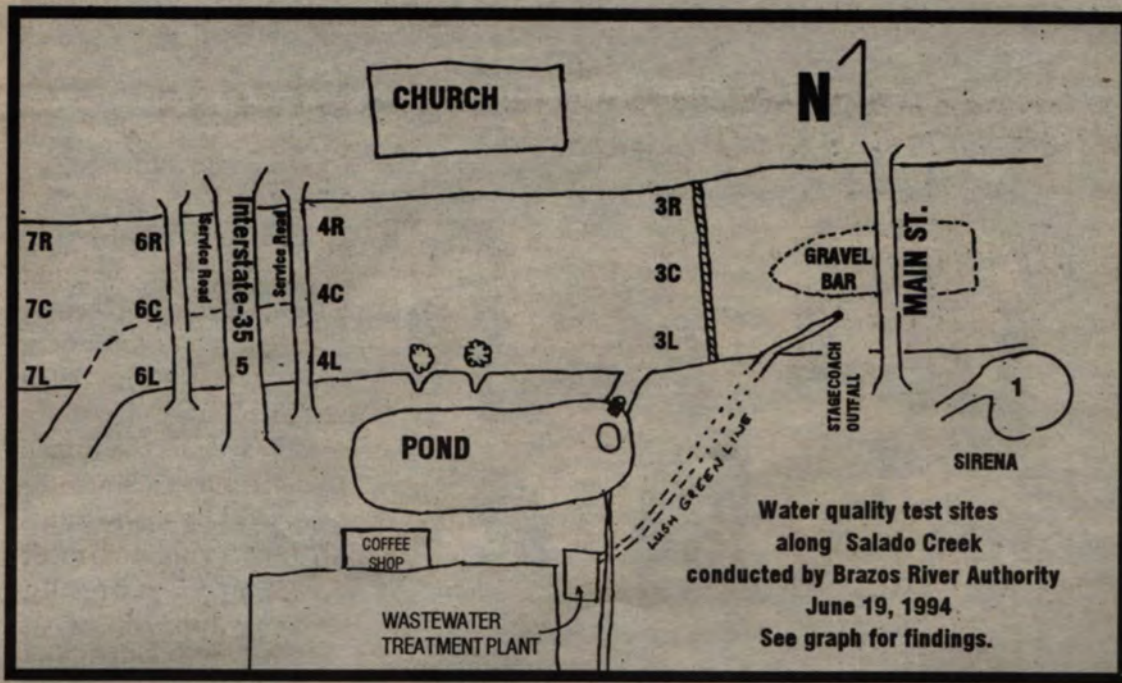 CHURCH
N
7R
6R
Service Road
Interstate-35
Service Road
4R
3R
7C
6C
4C
3C
GRAVEL
BAR
MAIN ST.
7L
6L
5
4L
3L
STAGECOACH
OUTFALL
1
SIRENA
POND
LUSH GREEN LINE
COFFEE
SHOP
WASTEWATER
TREATMENT PLANT
Water quality test sites
along Salado Creek
conducted by Brazos River Authority
June 19, 1994
See graph for findings.